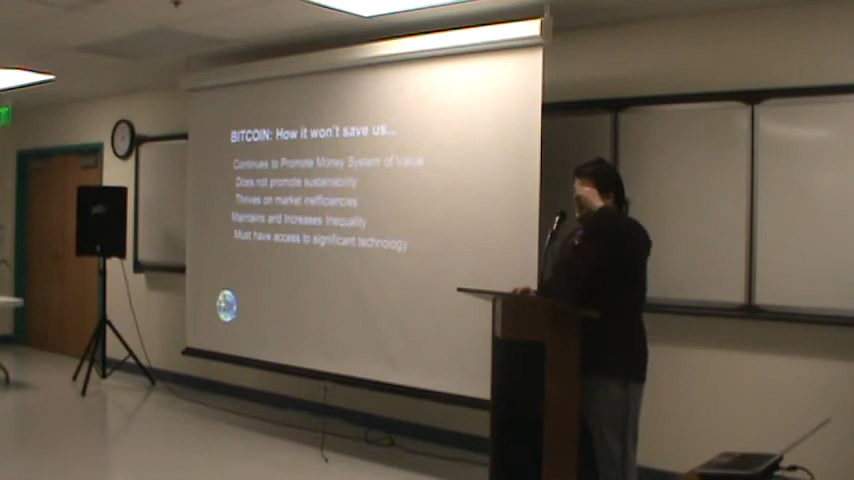 BITCOIN: How it won't save us...
Continues to Promote Money System of Value
Does not promote sustainability
Thrives on market inefficiencies
Maintains and Increases Inequality
Must have access to significant technology